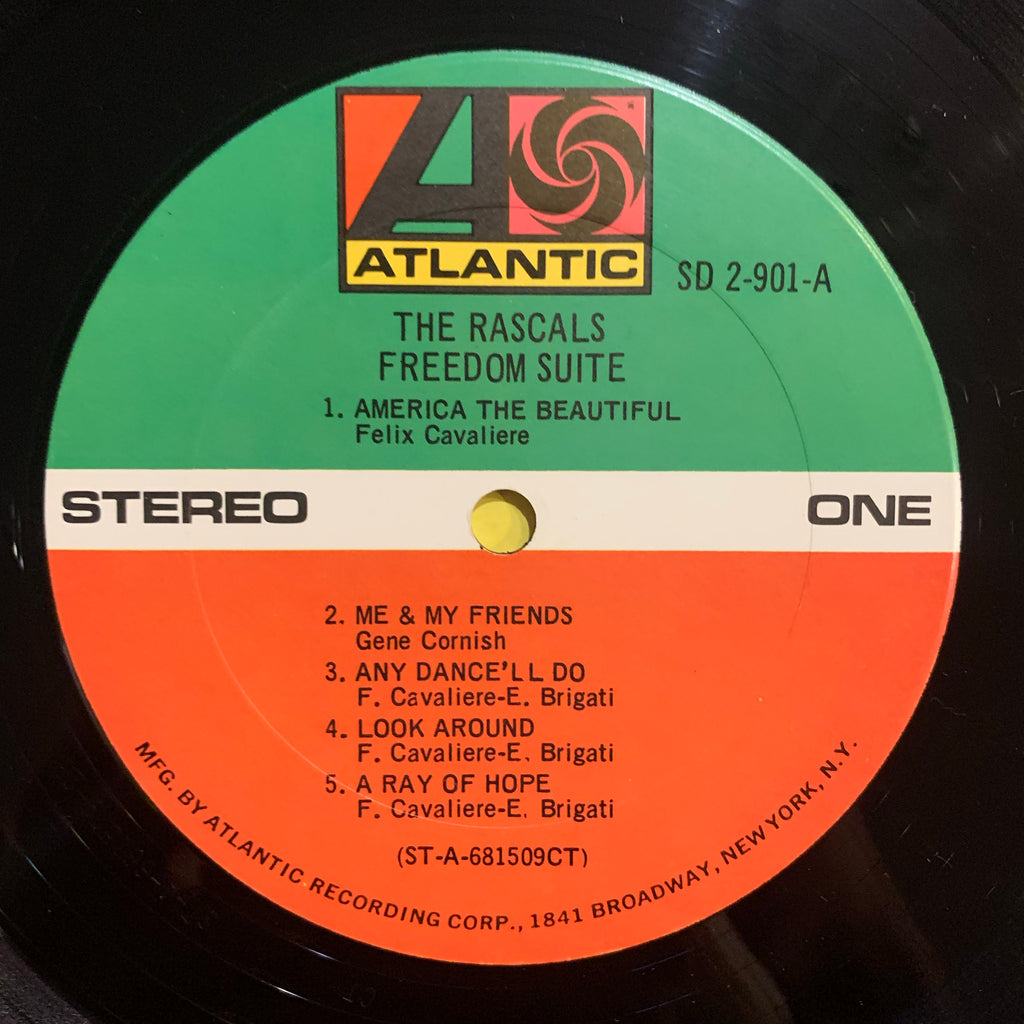 ATLANTIC
SD 2-901-A
THE RASCALS
FREEDOM SUITE
1. AMERICA THE BEAUTIFUL
Felix Cavaliere
STEREO
ONE
2. ME & MY FRIENDS
Gene Cornish
3. ANY DANCE'LL DO
F. Cavaliere-E. Brigati
4. LOOK AROUND
F. Cavaliere-E. Brigati
5. A RAY OF HOPE
F. Cavaliere-E. Brigati
(ST-A-681509CT)
MFG. BY ATLANTIC RECORDING CORP., 1841 BROADWAY, NEW YORK, N.Y.